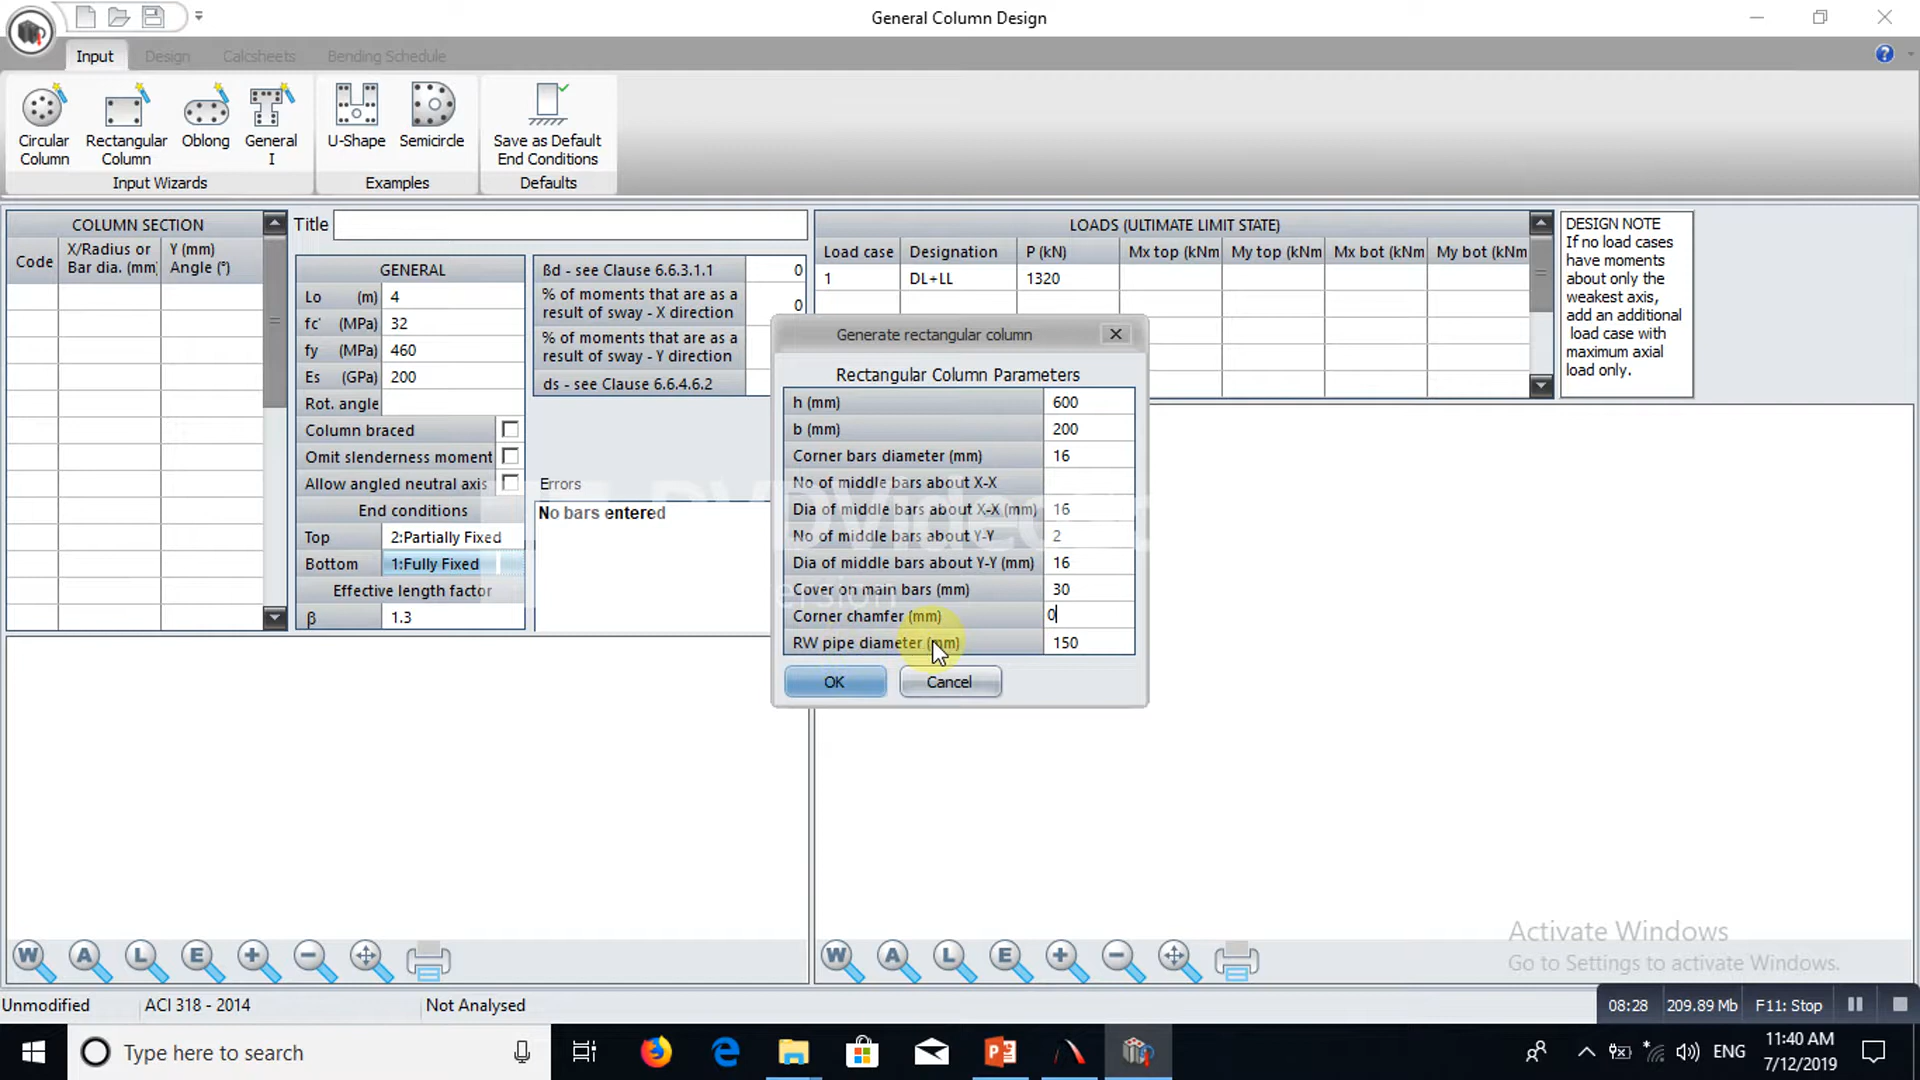 General Column Design
Input
Design
Calcsheets
Bending Schedule
Circular
Column
Rectangular
Column
Oblong
General
I
U-Shape
Semicircle
Save as Default
End Conditions
Input Wizards
Examples
Defaults
COLUMN SECTION
Code
X/Radius or
Bar dia. (mm)
Y (mm)
Angle (°)
Title
GENERAL
Lo (m) 4
fc' (MPa) 32
fy (MPa) 460
Es (GPa) 200
Rot. angle
Column braced
Omit slenderness moment
Allow angled neutral axis
End conditions
Top 2:Partially Fixed
Bottom 1:Fully Fixed
Effective length factor
β 1.3
ßd - see Clause 6.6.3.1.1 0
% of moments that are as a
result of sway - X direction 0
% of moments that are as a
result of sway - Y direction
ds - see Clause 6.6.4.6.2
Errors
No bars entered
LOADS (ULTIMATE LIMIT STATE)
Load case Designation P (kN) Mx top (kNm My top (kNm Mx bot (kNm My bot (kNm
1 DL+LL 1320
DESIGN NOTE
If no load cases
have moments
about only the
weakest axis,
add an additional
load case with
maximum axial
load only.
Generate rectangular column
Rectangular Column Parameters
h (mm) 600
b (mm) 200
Corner bars diameter (mm) 16
No of middle bars about X-X
Dia of middle bars about X-X (mm) 16
No of middle bars about Y-Y 2
Dia of middle bars about Y-Y (mm) 16
Cover on main bars (mm) 30
Corner chamfer (mm) 0
RW pipe diameter (mm) 150
OK
Cancel
W A L E
W A L E
Activate Windows
Go to Settings to activate Windows.
Unmodified
ACI 318 - 2014
Not Analysed
08:28
209.89 Mb
F11: Stop
Type here to search
ENG
11:40 AM
7/12/2019